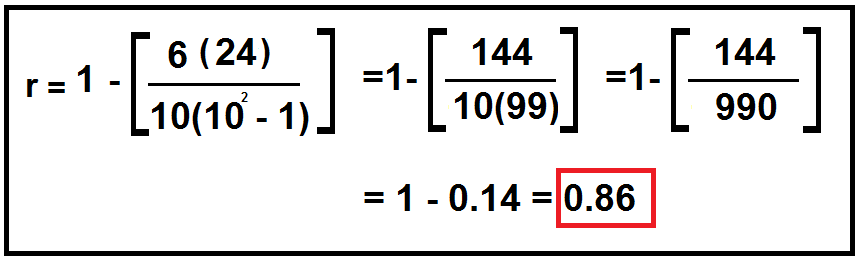 r = 1 - [ 6 (24) / 10(10² - 1) ] =1- [ 144 / 10(99) ] =1- [ 144 / 990 ]
= 1 - 0.14 = 0.86